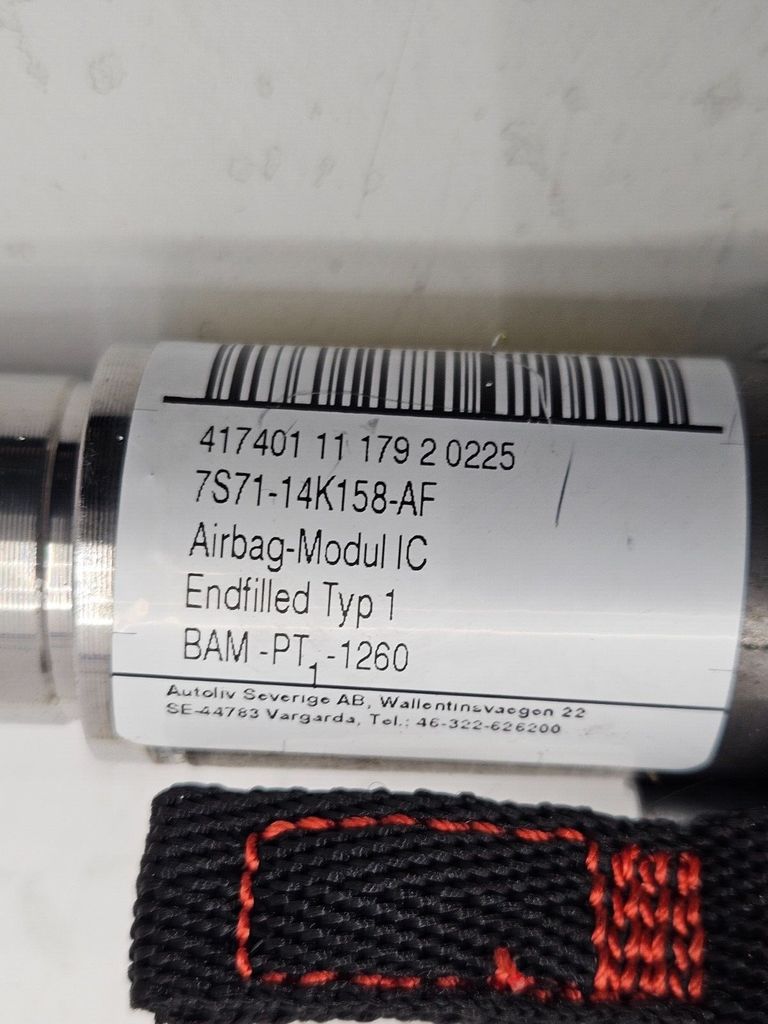 417401 11 179 2 0225
7S71-14K158-AF
Airbag-Modul IC
Endfilled Typ 1
BAM -PT1 -1260
Autoliv Sverige AB, Wallentinsvaegen 22
SE-44783 Vargarda, Tel.: 46-322-626200